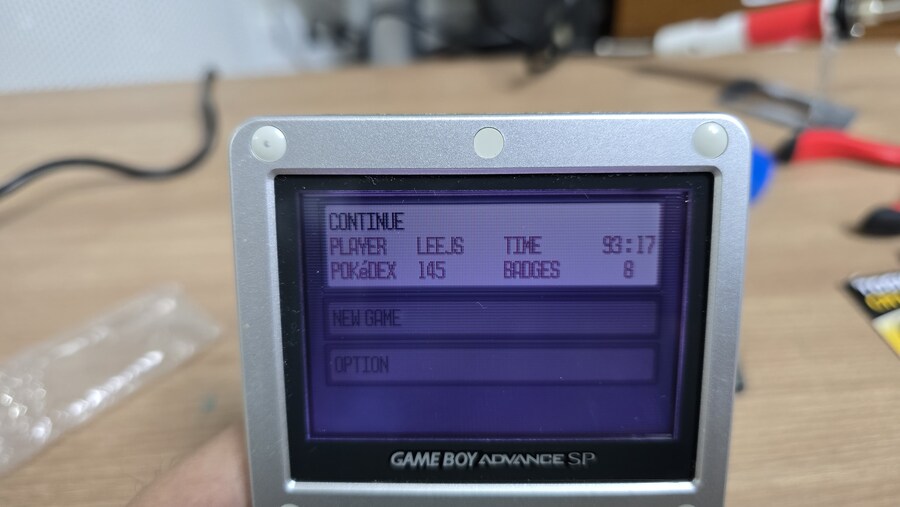 CONTINUE
PLAYER LEEJS TIME 93:17
POKéDEX 145 BADGES 8
NEW GAME
OPTION
GAME BOY ADVANCE SP